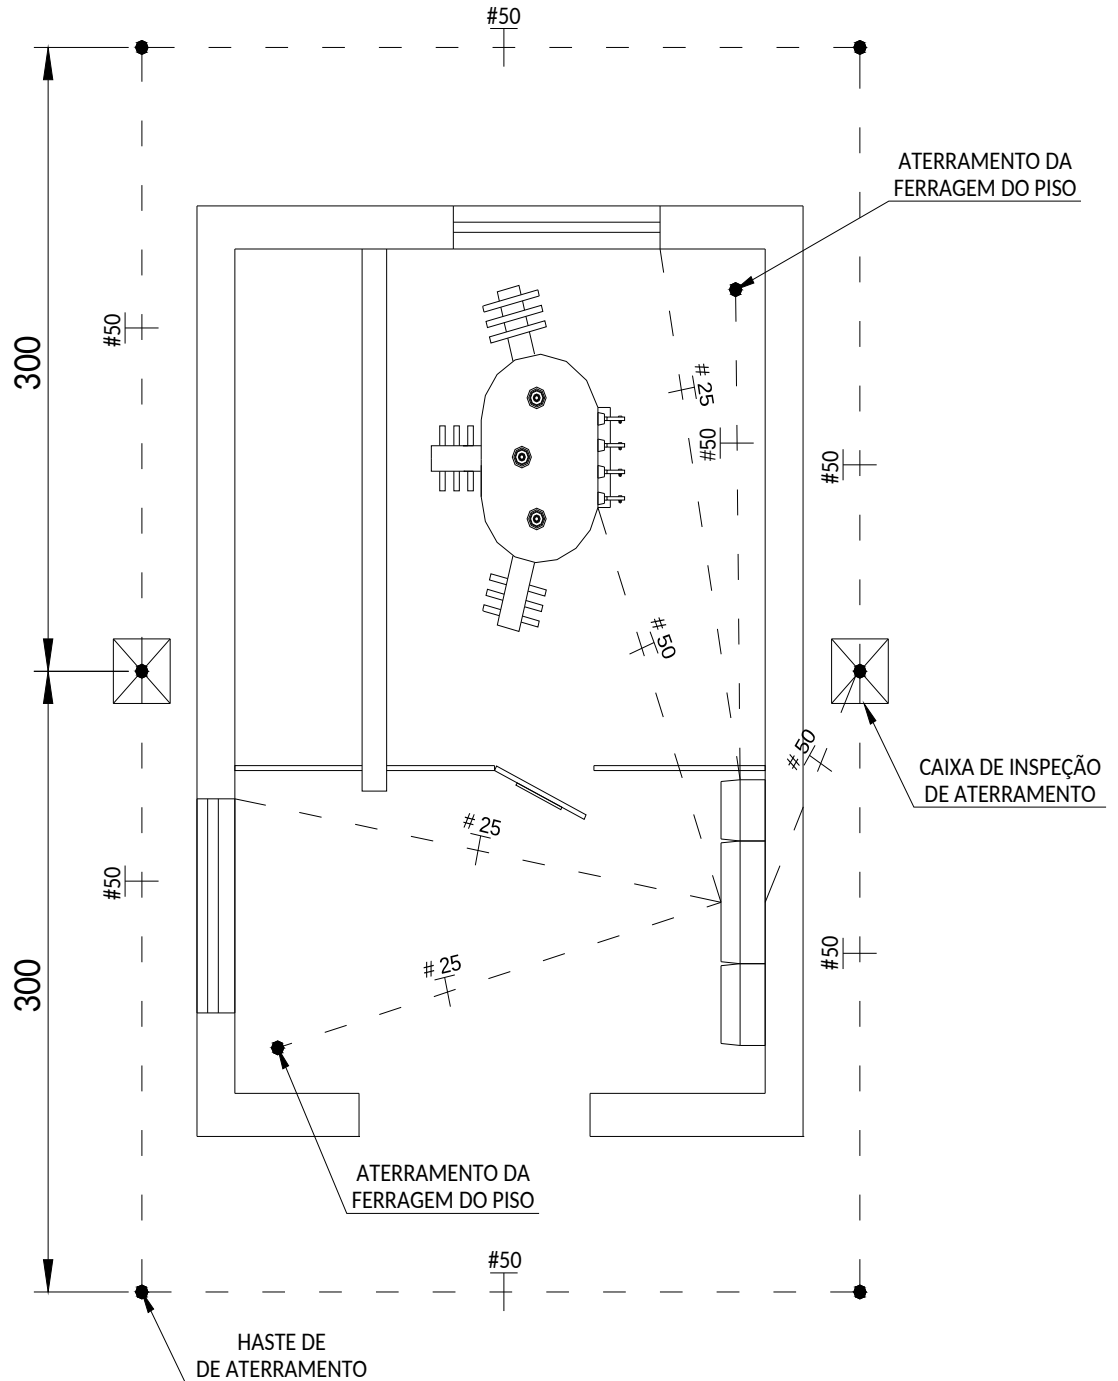 #50
ATERRAMENTO DA
FERRAGEM DO PISO
#50
300
# 25
#50
#50
# 50
# 50
CAIXA DE INSPEÇÃO
DE ATERRAMENTO
# 25
#50
#50
# 25
300
ATERRAMENTO DA
FERRAGEM DO PISO
#50
HASTE DE
DE ATERRAMENTO